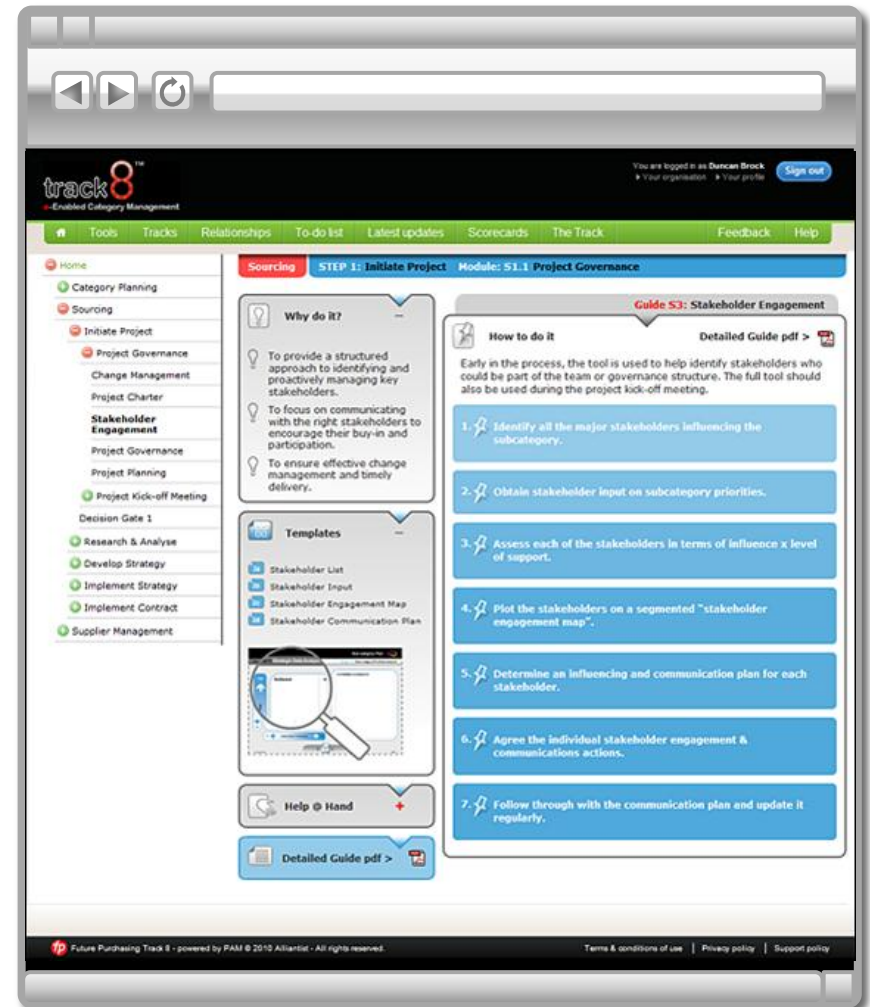 track8™
e-Enabled Category Management
You are logged in as Duncan Brock
Your organisation Your profile
Sign out
Tools Tracks Relationships To-do list Latest updates Scorecards The Track Feedback Help
Home
Category Planning
Sourcing
Initiate Project
Project Governance
Change Management
Project Charter
Stakeholder
Engagement
Project Governance
Project Planning
Project Kick-off Meeting
Decision Gate 1
Research & Analyse
Develop Strategy
Implement Strategy
Implement Contract
Supplier Management
Sourcing STEP 1: Initiate Project Module: S1.1 Project Governance
Why do it?
To provide a structured
approach to identifying and
proactively managing key
stakeholders.
To focus on communicating
with the right stakeholders to
encourage their buy-in and
participation.
To ensure effective change
management and timely
delivery.
Templates
Stakeholder List
Stakeholder Input
Stakeholder Engagement Map
Stakeholder Communication Plan
Help @ Hand
Detailed Guide pdf >
Guide S3: Stakeholder Engagement
How to do it Detailed Guide pdf >
Early in the process, the tool is used to help identify stakeholders who
could be part of the team or governance structure. The full tool should
also be used during the project kick-off meeting.
1. Identify all the major stakeholders influencing the
subcategory.
2. Obtain stakeholder input on subcategory priorities.
3. Assess each of the stakeholders in terms of influence x level
of support.
4. Plot the stakeholders on a segmented "stakeholder
engagement map".
5. Determine an influencing and communication plan for each
stakeholder.
6. Agree the individual stakeholder engagement &
communications actions.
7. Follow through with the communication plan and update it
regularly.
fp Future Purchasing Track 8 - powered by PAM © 2010 Alliantist - All rights reserved.
Terms & conditions of use | Privacy policy | Support policy